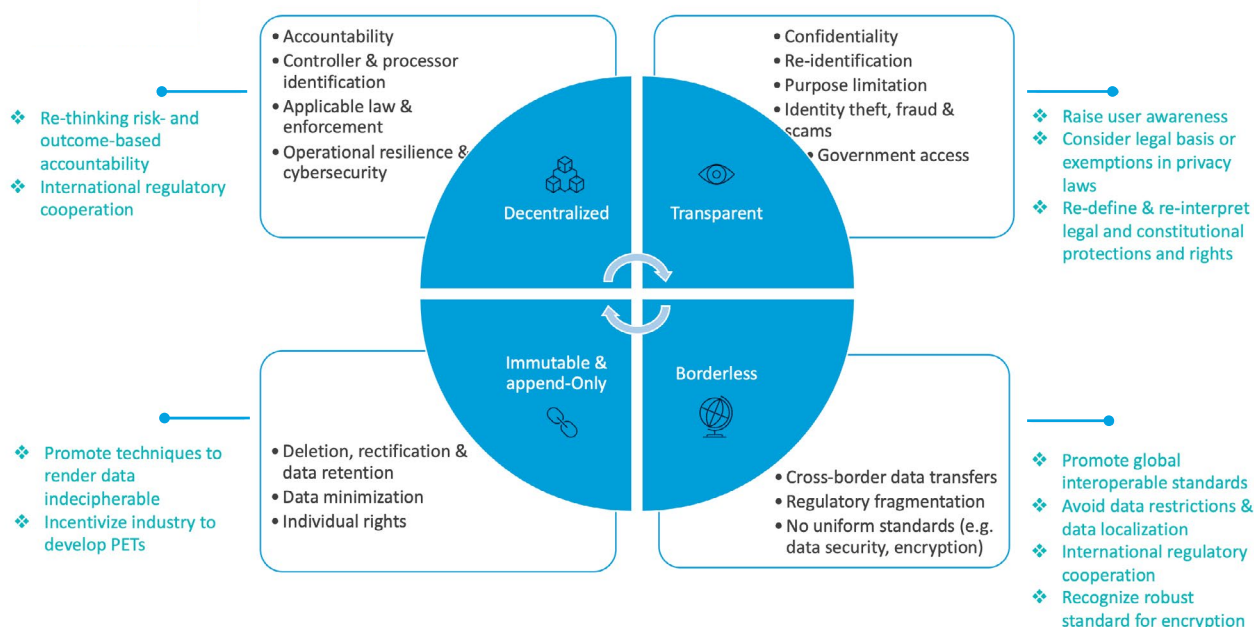 • Accountability
• Controller & processor
identification
• Applicable law &
enforcement
• Operational resilience &
cybersecurity
❖ Re-thinking risk- and
outcome-based
accountability
❖ International regulatory
cooperation
Decentralized
• Confidentiality
• Re-identification
• Purpose limitation
• Identity theft, fraud &
scams
• Government access
Transparent
❖ Raise user awareness
❖ Consider legal basis or
exemptions in privacy
laws
❖ Re-define & re-interpret
legal and constitutional
protections and rights
Immutable &
append-Only
• Deletion, rectification &
data retention
• Data minimization
• Individual rights
❖ Promote techniques to
render data
indecipherable
❖ Incentivize industry to
develop PETs
Borderless
• Cross-border data transfers
• Regulatory fragmentation
• No uniform standards (e.g.
data security, encryption)
❖ Promote global
interoperable standards
❖ Avoid data restrictions &
data localization
❖ International regulatory
cooperation
❖ Recognize robust
standard for encryption